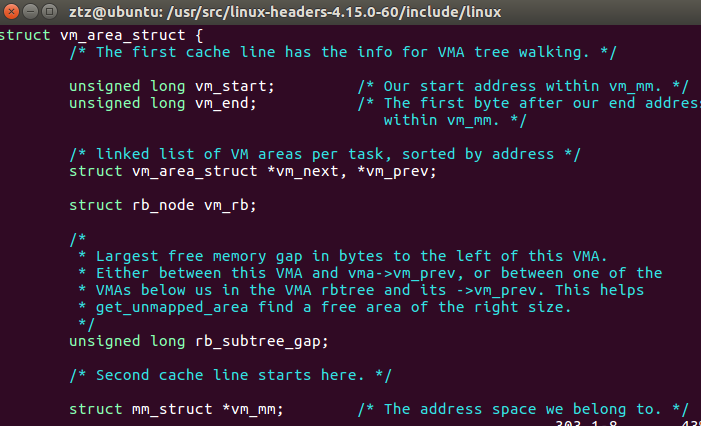 ztz@ubuntu: /usr/src/linux-headers-4.15.0-60/include/linux
struct vm_area_struct {
/* The first cache line has the info for VMA tree walking. */
unsigned long vm_start; /* Our start address within vm_mm. */
unsigned long vm_end; /* The first byte after our end address
within vm_mm. */
/* linked list of VM areas per task, sorted by address */
struct vm_area_struct *vm_next, *vm_prev;
struct rb_node vm_rb;
/*
* Largest free memory gap in bytes to the left of this VMA.
* Either between this VMA and vma->vm_prev, or between one of the
* VMAs below us in the VMA rbtree and its ->vm_prev. This helps
* get_unmapped_area find a free area of the right size.
*/
unsigned long rb_subtree_gap;
/* Second cache line starts here. */
struct mm_struct *vm_mm; /* The address space we belong to. */